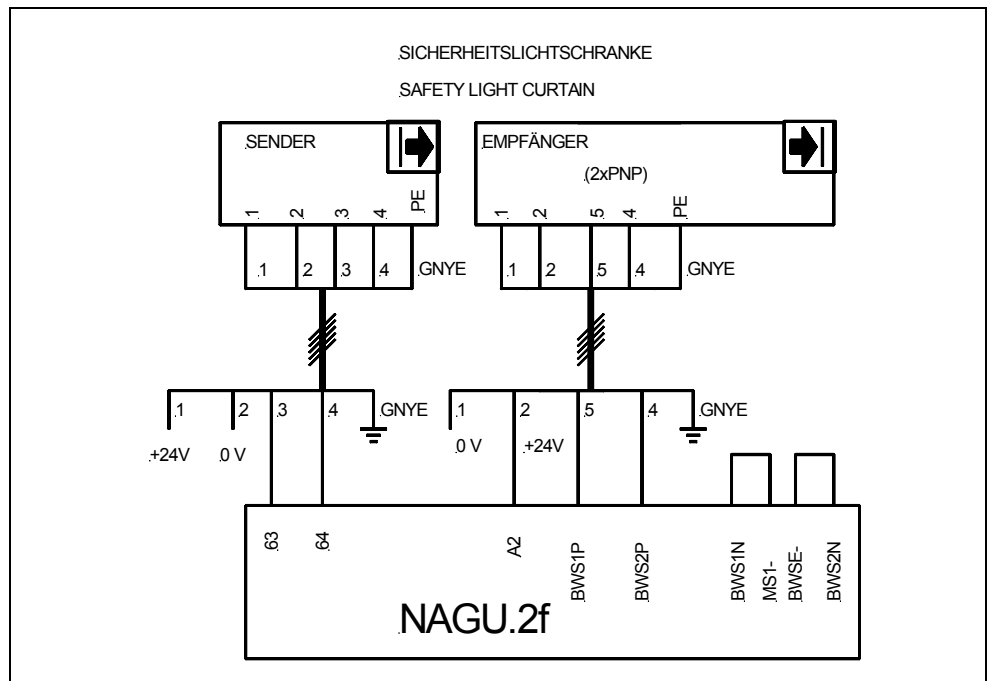 SICHERHEITSLICHTSCHRANKE
SAFETY LIGHT CURTAIN
SENDER
EMPFÄNGER
(2xPNP)
1 2 3 4 PE
1 2 5 4 PE
1 2 3 4 GNYE
1 2 5 4 GNYE
1 2 3 4 GNYE
1 2 5 4 GNYE
+24V 0 V
0 V +24V
63 64 A2 BWS1P BWS2P BWS1N MS1- BWSE- BWS2N
NAGU.2f